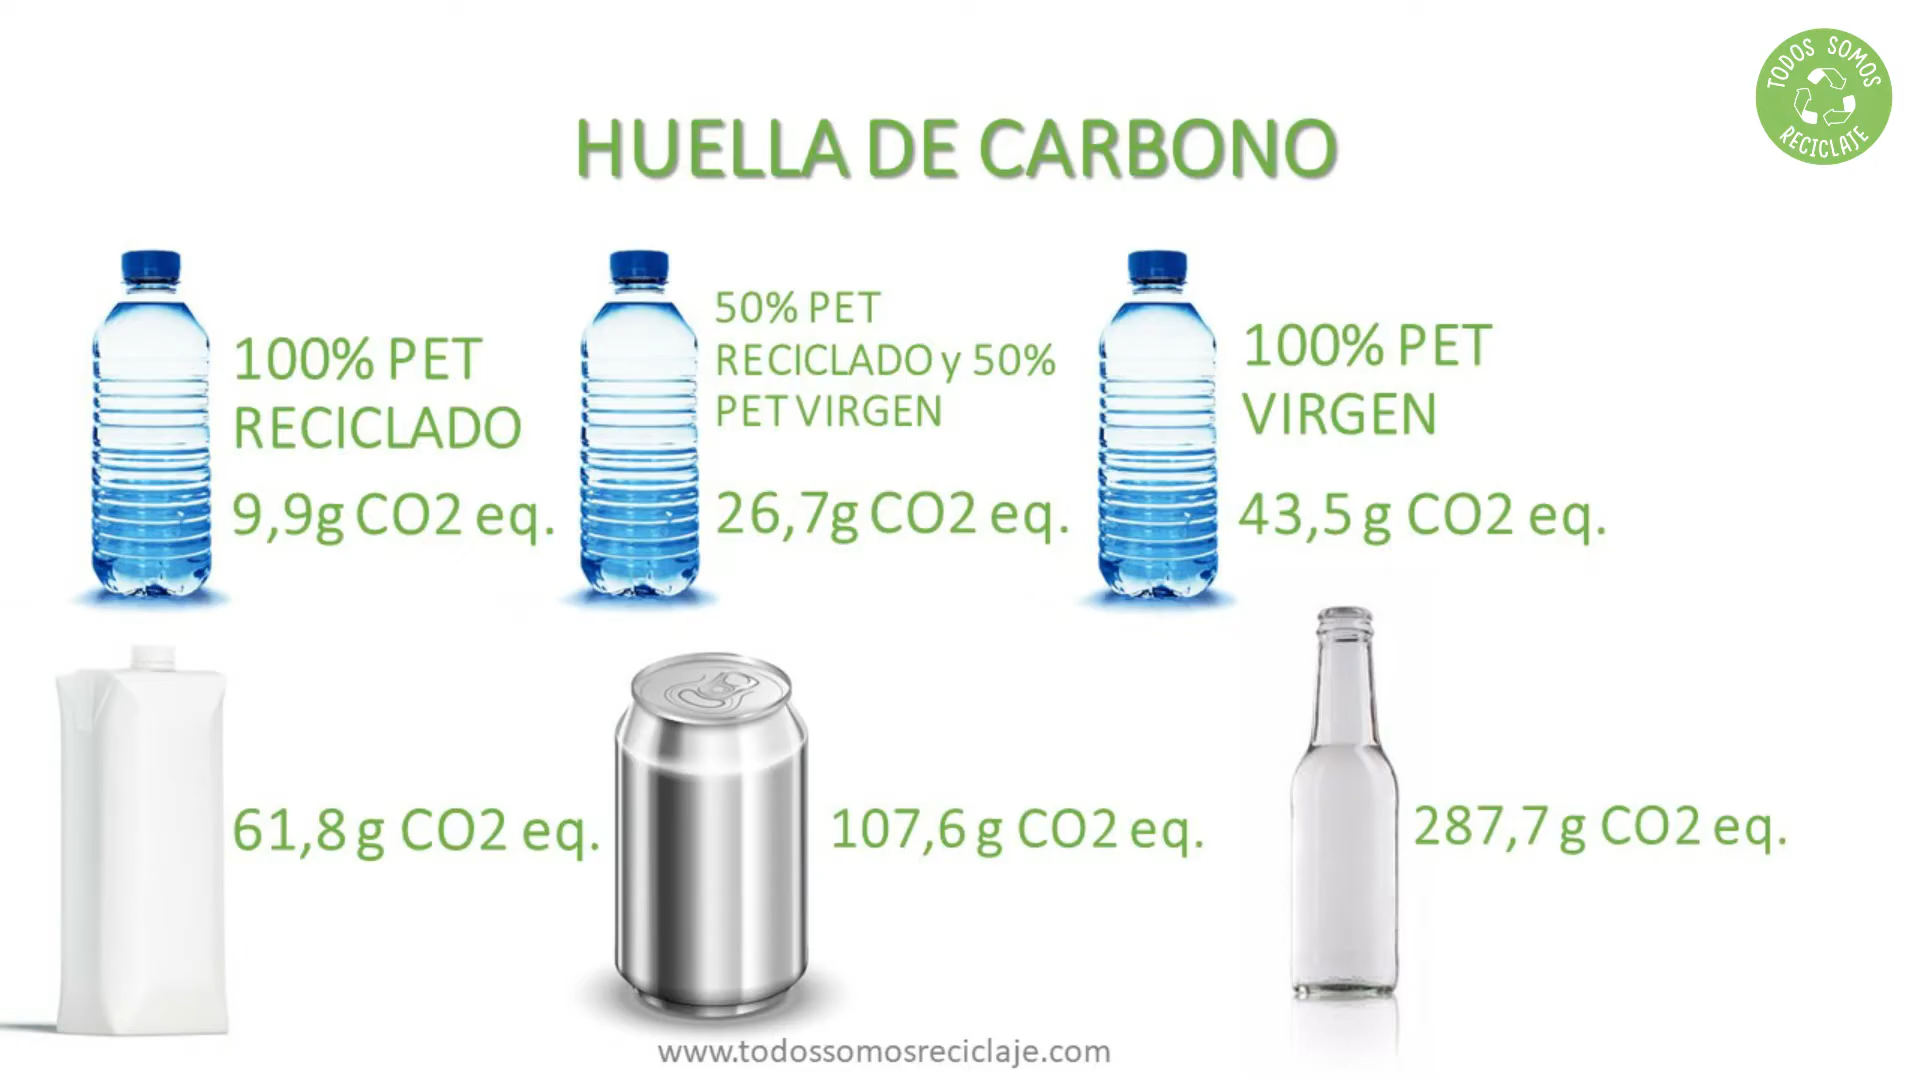 TODOS SOMOS
RECICLAJE
HUELLA DE CARBONO
100% PET
RECICLADO
9,9g CO2 eq.
50% PET
RECICLADO y 50%
PET VIRGEN
26,7g CO2 eq.
100% PET
VIRGEN
43,5 g CO2 eq.
61,8 g CO2 eq.
107,6 g CO2 eq.
287,7 g CO2 eq.
www.todossomosreciclaje.com